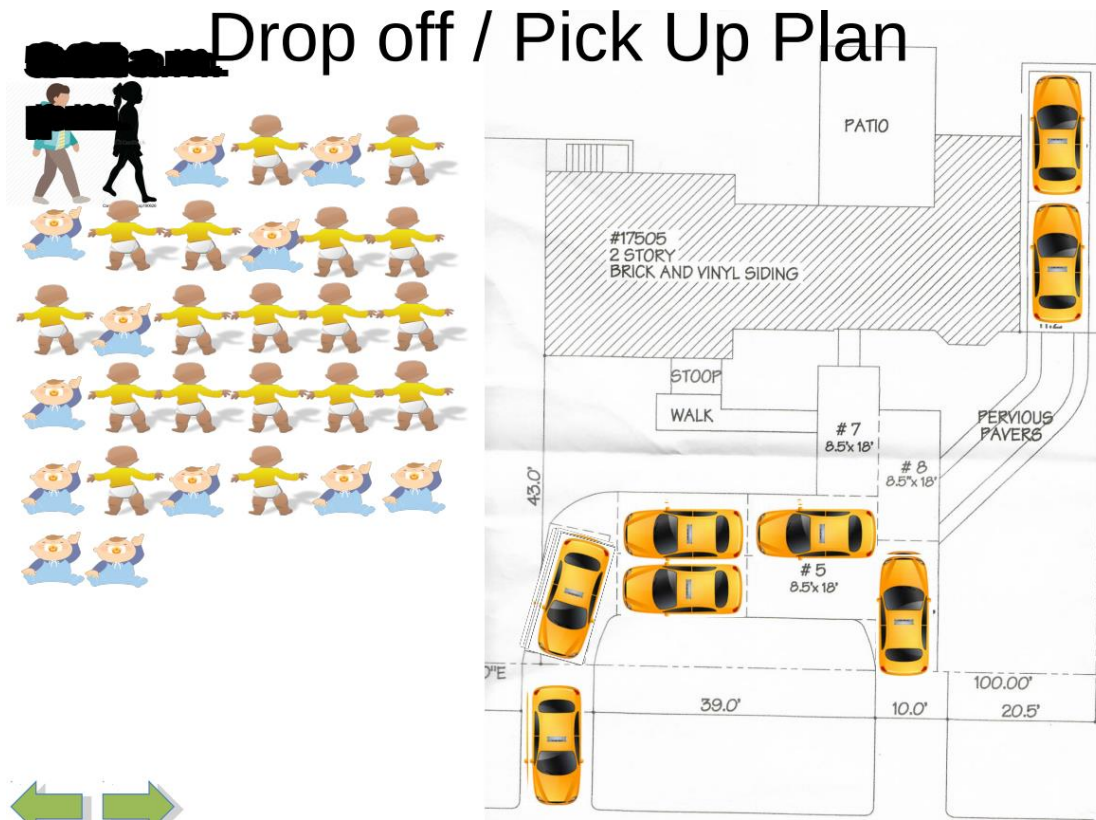 Drop off / Pick Up Plan
PATIO
#17505
2 STORY
BRICK AND VINYL SIDING
STOOP
WALK
PERVIOUS
PAVERS
# 7
8.5'x 18'
# 8
8.5"x 18'
43.0'
# 5
8.5'x 18'
0"E
100.00'
39.0'
10.0'
20.5'